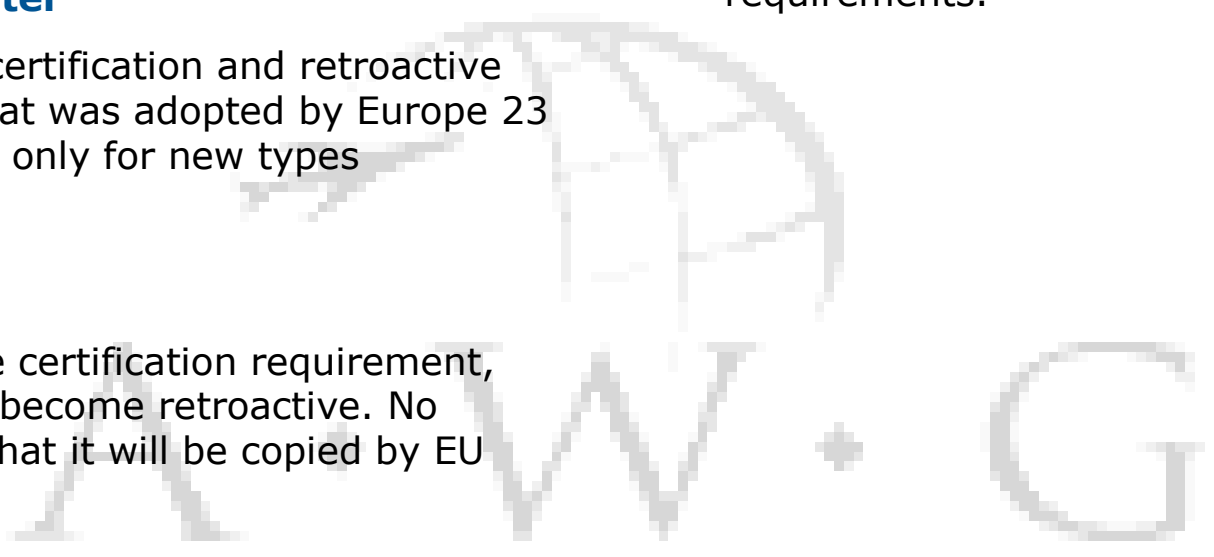 ter
requirements.
certification and retroactive
at was adopted by Europe 23
only for new types
e certification requirement,
become retroactive. No
hat it will be copied by EU
A · W · G